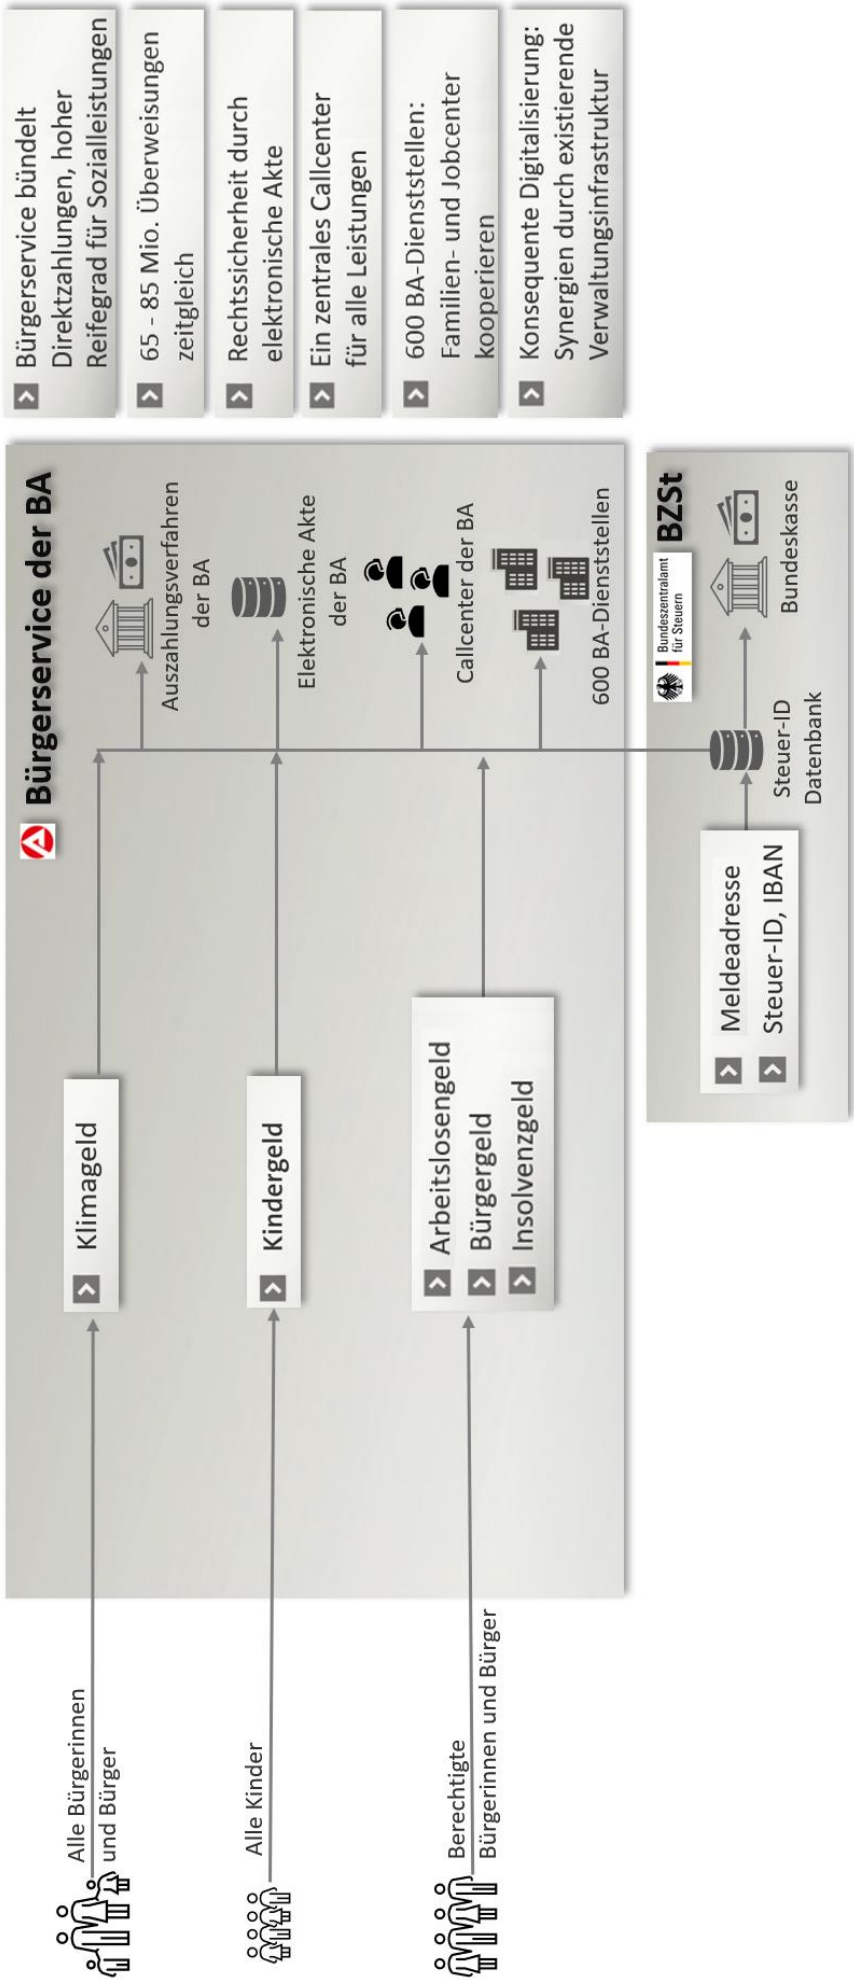 Alle Bürgerinnen
und Bürger
Alle Kinder
Berechtigte
Bürgerinnen und Bürger
Bürgerservice der BA
Klimageld
Kindergeld
Arbeitslosengeld
Bürgergeld
Insolvenzgeld
Auszahlungsverfahren
der BA
Elektronische Akte
der BA
Callcenter der BA
600 BA-Dienststellen
Bundeszentralamt
für Steuern
BZSt
Meldeadresse
Steuer-ID, IBAN
Steuer-ID
Datenbank
Bundeskasse
Bürgerservice bündelt
Direktzahlungen, hoher
Reifegrad für Sozialleistungen
65 - 85 Mio. Überweisungen
zeitgleich
Rechtssicherheit durch
elektronische Akte
Ein zentrales Callcenter
für alle Leistungen
600 BA-Dienststellen:
Familien- und Jobcenter
kooperieren
Konsequente Digitalisierung:
Synergien durch existierende
Verwaltungsinfrastruktur